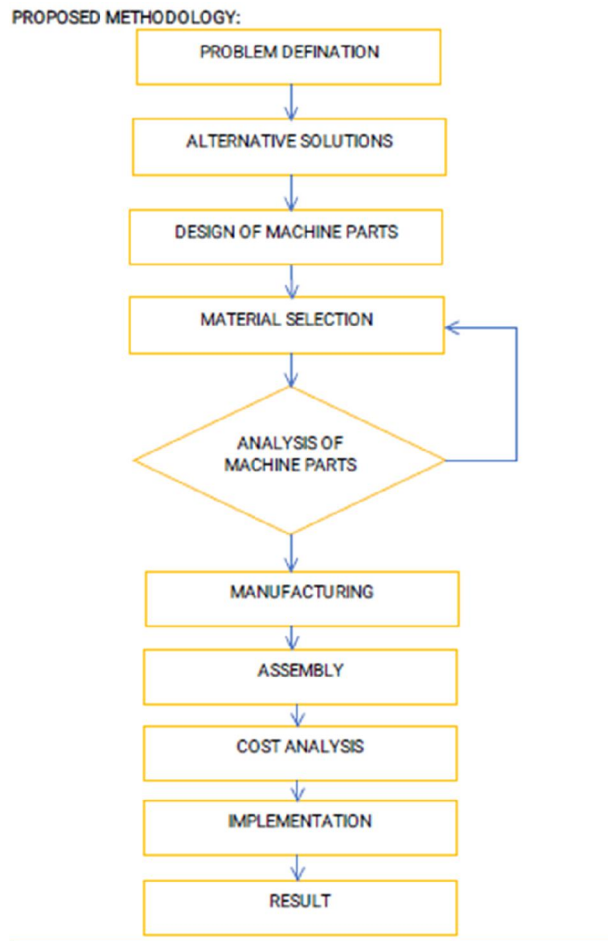 PROPOSED METHODOLOGY:
PROBLEM DEFINATION
ALTERNATIVE SOLUTIONS
DESIGN OF MACHINE PARTS
MATERIAL SELECTION
ANALYSIS OF
MACHINE PARTS
MANUFACTURING
ASSEMBLY
COST ANALYSIS
IMPLEMENTATION
RESULT